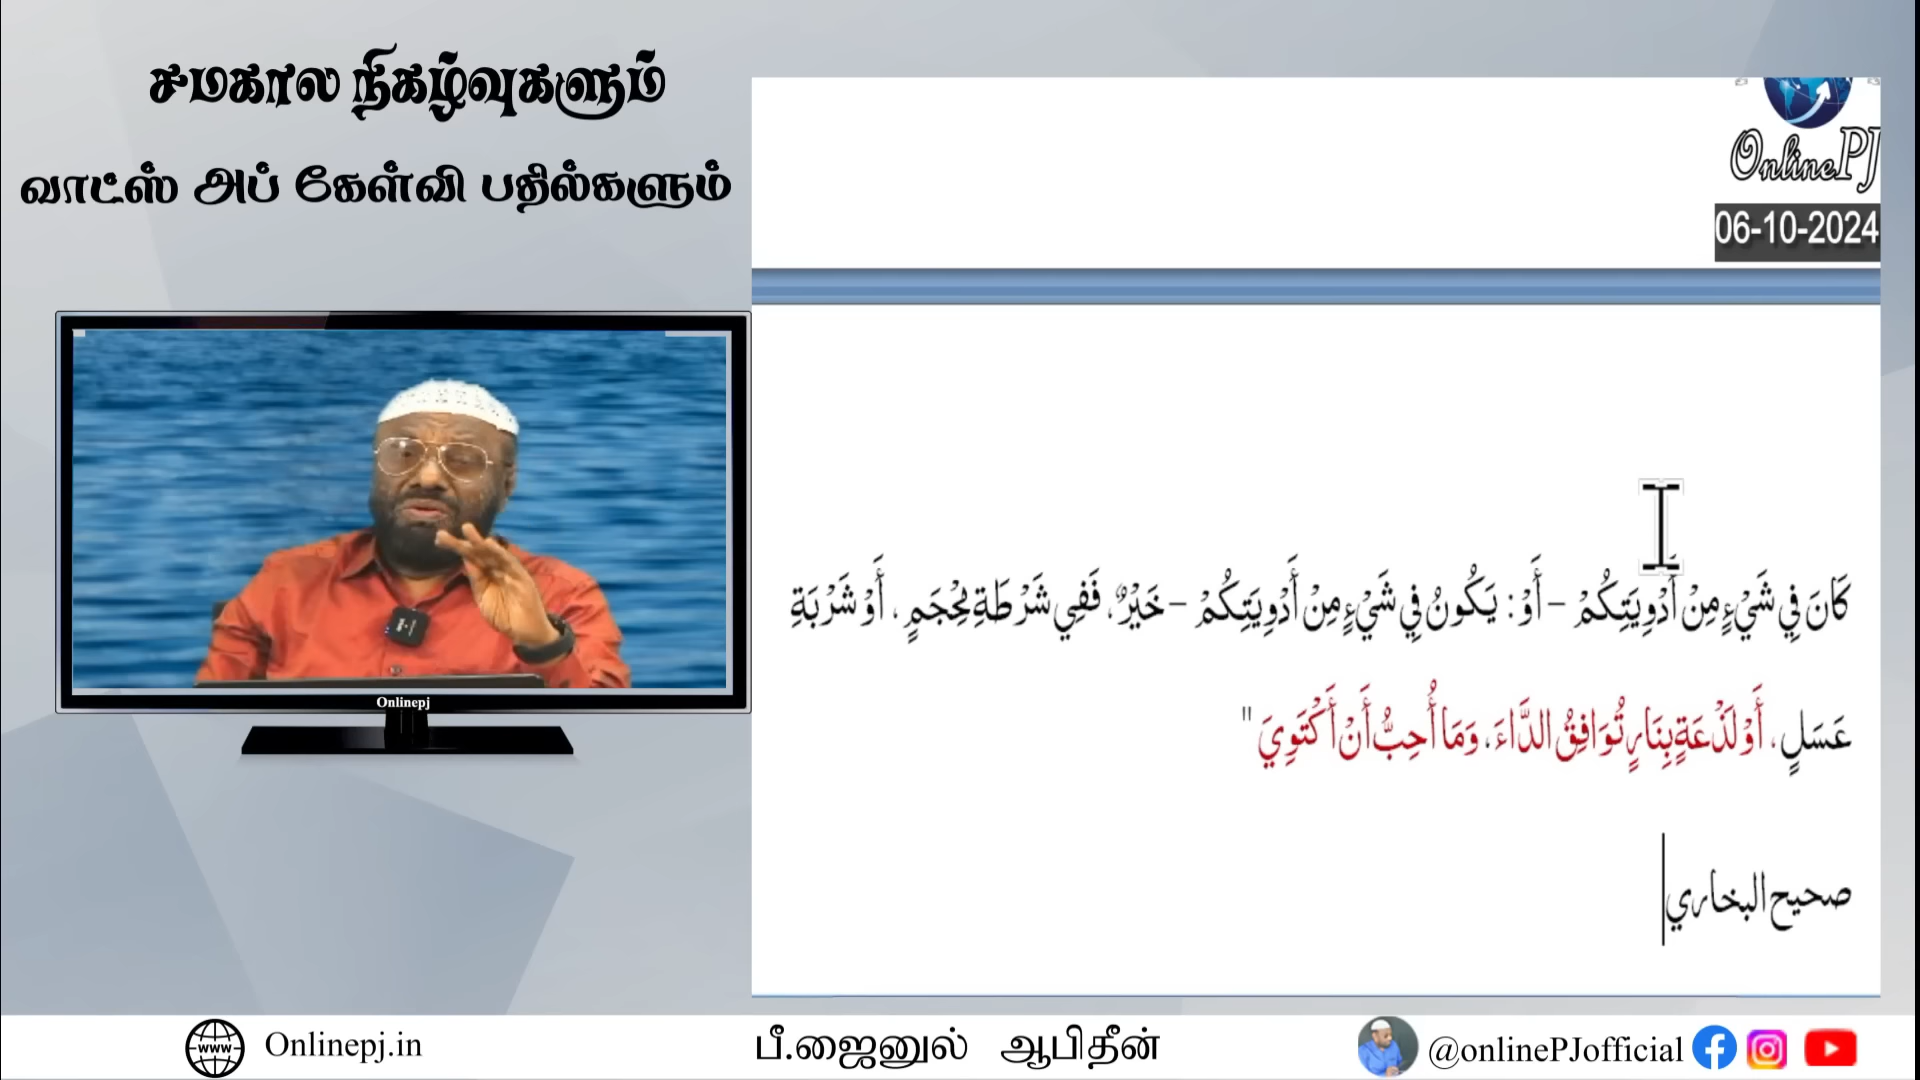 சமகால நிகழ்வுகளும்
வாட்ஸ் அப் கேள்வி பதில்களும்
OnlinePJ
06-10-2024
كَانَ فِي شَيْءٍ مِنْ أَدْوِيَتِكُمْ – أَوْ: يَكُونُ فِي شَيْءٍ مِنْ أَدْوِيَتِكُمْ – خَيْرٌ، فَفِي شَرْطَةِ مِحْجَمٍ، أَوْ شَرْبَةِ
عَسَلٍ، أَوْ لَذْعَةٍ بِنَارٍ تُوَافِقُ الدَّاءَ، وَمَا أُحِبُّ أَنْ أَكْتَوِيَ "
صحيح البخاري
Onlinepj
www
Onlinepj.in
பீ.ஜைனுல் ஆபிதீன்
@onlinePJofficial